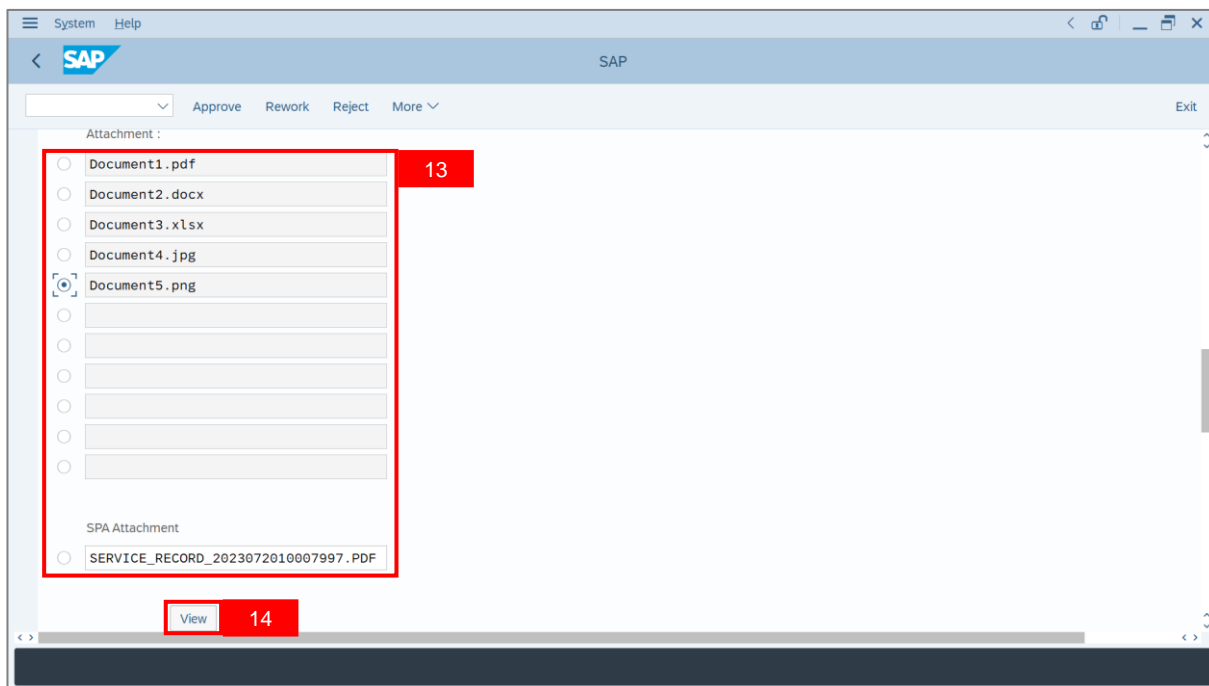 System Help
SAP SAP
Approve Rework Reject More Exit
Attachment :
Document1.pdf 13
Document2.docx
Document3.xlsx
Document4.jpg
Document5.png
SPA Attachment
SERVICE_RECORD_2023072010007997.PDF
View 14